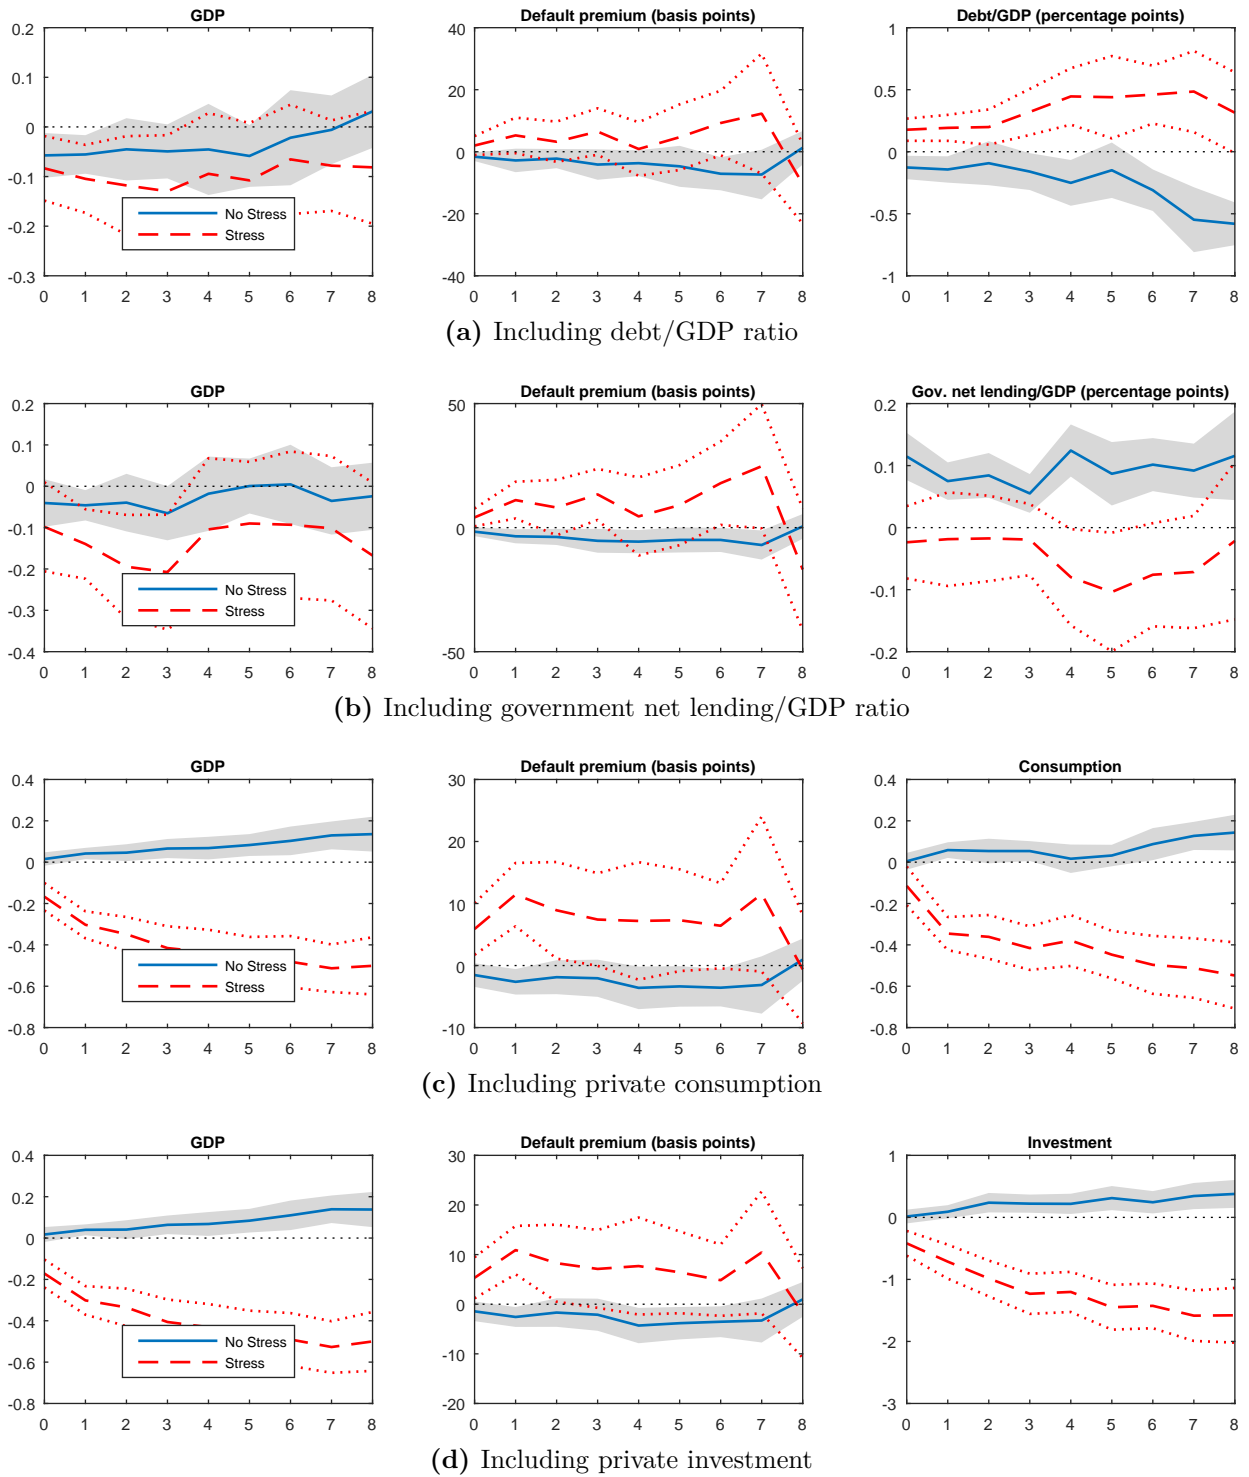 GDP Default premium (basis points) Debt/GDP (percentage points)
0.2 40 1
0.1 20 0.5
0 0 0
-0.1
-0.2 -20 -0.5
-0.3 -40 -1
No Stress
Stress
0 1 2 3 4 5 6 7 8 0 1 2 3 4 5 6 7 8 0 1 2 3 4 5 6 7 8
(a) Including debt/GDP ratio
GDP Default premium (basis points) Gov. net lending/GDP (percentage points)
0.2 50 0.2
0.1 0.1
0 0 0
-0.1
-0.2 -0.1
-0.3
-0.4 -50 -0.2
No Stress
Stress
0 1 2 3 4 5 6 7 8 0 1 2 3 4 5 6 7 8 0 1 2 3 4 5 6 7 8
(b) Including government net lending/GDP ratio
GDP Default premium (basis points) Consumption
0.4 30 0.4
0.2 20 0.2
0 10 0
-0.2 -0.2
-0.4 0 -0.4
-0.6 -0.6
-0.8 -10 -0.8
No Stress
Stress
0 1 2 3 4 5 6 7 8 0 1 2 3 4 5 6 7 8 0 1 2 3 4 5 6 7 8
(c) Including private consumption
GDP Default premium (basis points) Investment
0.4 30 1
0.2 20 0
0 10
-0.2 0 -1
-0.4 -2
-0.6 -10
-0.8 -20 -3
No Stress
Stress
0 1 2 3 4 5 6 7 8 0 1 2 3 4 5 6 7 8 0 1 2 3 4 5 6 7 8
(d) Including private investment